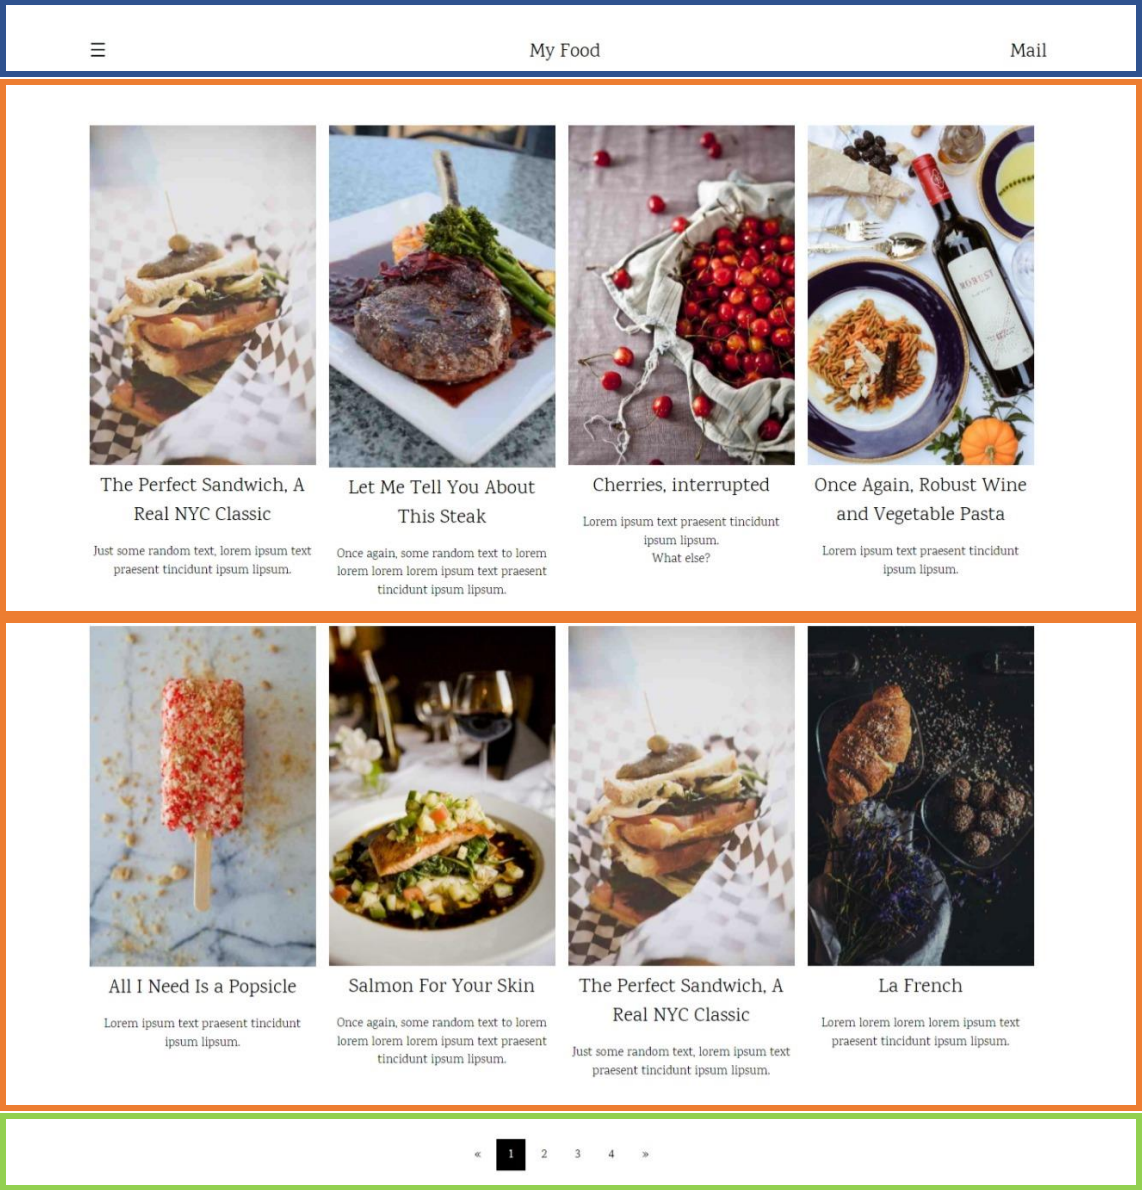 ☰ My Food Mail
ROBUST
The Perfect Sandwich, A
Real NYC Classic
Just some random text, lorem ipsum text
praesent tincidunt ipsum lipsum.
Let Me Tell You About
This Steak
Once again, some random text to lorem
lorem lorem lorem ipsum text praesent
tincidunt ipsum lipsum.
Cherries, interrupted
Lorem ipsum text praesent tincidunt
ipsum lipsum.
What else?
Once Again, Robust Wine
and Vegetable Pasta
Lorem ipsum text praesent tincidunt
ipsum lipsum.
All I Need Is a Popsicle
Lorem ipsum text praesent tincidunt
ipsum lipsum.
Salmon For Your Skin
Once again, some random text to lorem
lorem lorem lorem ipsum text praesent
tincidunt ipsum lipsum.
The Perfect Sandwich, A
Real NYC Classic
Just some random text, lorem ipsum text
praesent tincidunt ipsum lipsum.
La French
Lorem lorem lorem lorem ipsum text
praesent tincidunt ipsum lipsum.
« 1 2 3 4 »